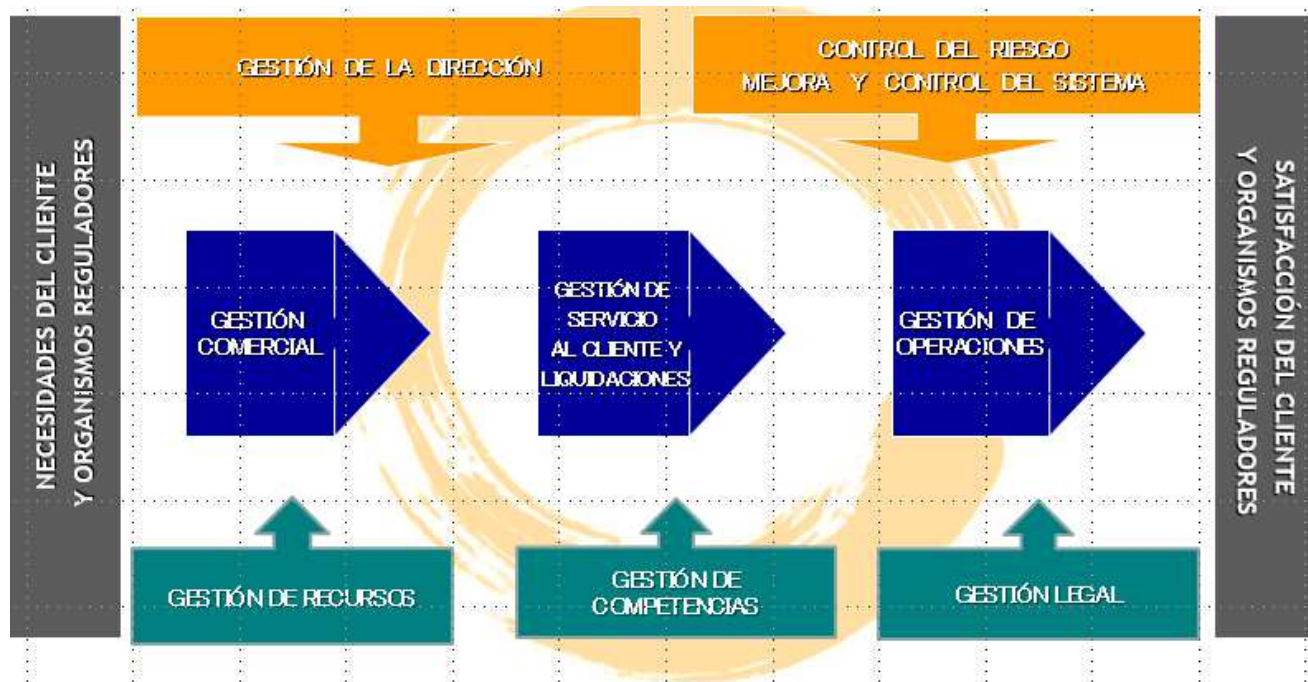 NECESIDADES DEL CLIENTE
Y ORGANISMOS REGULADORES
GESTIÓN DE LA DIRECCIÓN
CONTROL DEL RIESGO
MEJORA Y CONTROL DEL SISTEMA
GESTIÓN
COMERCIAL
GESTIÓN DE
SERVICIO
AL CLIENTE Y
LIQUIDACIONES
GESTIÓN DE
OPERACIONES
GESTIÓN DE RECURSOS
GESTIÓN DE
COMPETENCIAS
GESTIÓN LEGAL
SATISFACCIÓN DEL CLIENTE
Y ORGANISMOS REGULADORES